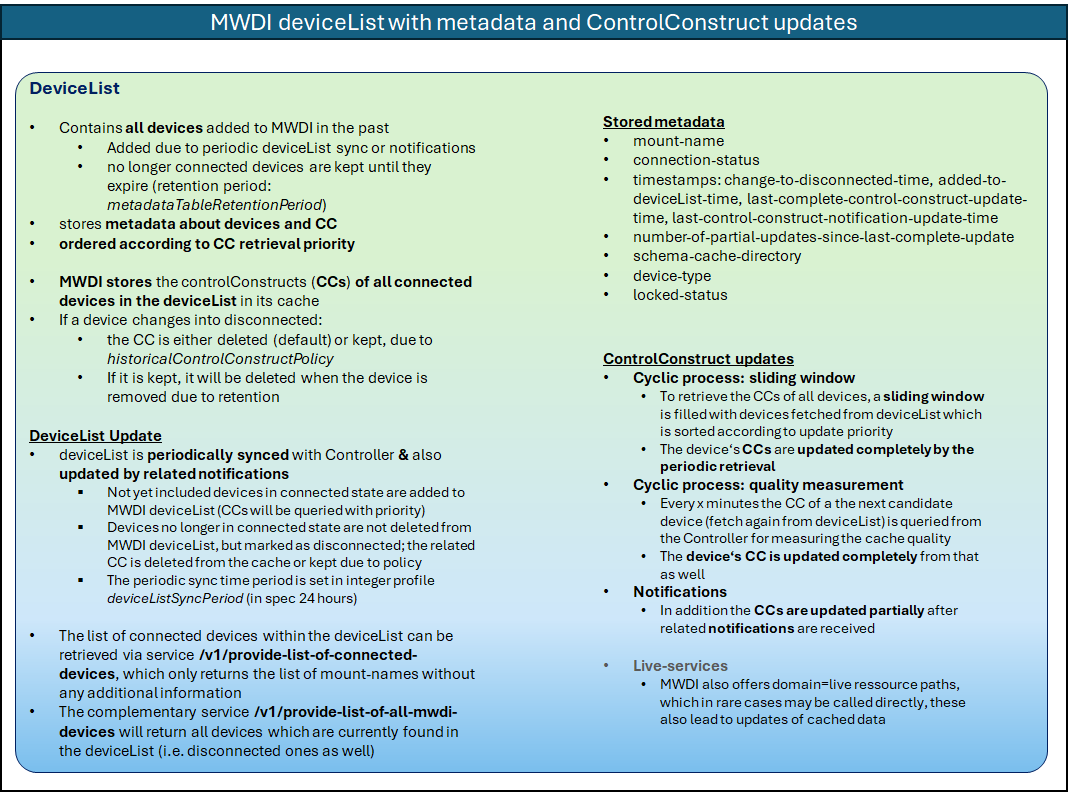 MWDI deviceList with metadata and ControlConstruct updates
DeviceList
• Contains all devices added to MWDI in the past
• Added due to periodic deviceList sync or notifications
• no longer connected devices are kept until they
expire (retention period:
metadataTableRetentionPeriod)
• stores metadata about devices and CC
• ordered according to CC retrieval priority
• MWDI stores the controlConstructs (CCs) of all connected
devices in the deviceList in its cache
• If a device changes into disconnected:
• the CC is either deleted (default) or kept, due to
historicalControlConstructPolicy
• If it is kept, it will be deleted when the device is
removed due to retention
DeviceList Update
• deviceList is periodically synced with Controller & also
updated by related notifications
▪ Not yet included devices in connected state are added to
MWDI deviceList (CCs will be queried with priority)
▪ Devices no longer in connected state are not deleted from
MWDI deviceList, but marked as disconnected; the related
CC is deleted from the cache or kept due to policy
▪ The periodic sync time period is set in integer profile
deviceListSyncPeriod (in spec 24 hours)
• The list of connected devices within the deviceList can be
retrieved via service /v1/provide-list-of-connected-
devices, which only returns the list of mount-names without
any additional information
• The complementary service /v1/provide-list-of-all-mwdi-
devices will return all devices which are currently found in
the deviceList (i.e. disconnected ones as well)
Stored metadata
• mount-name
• connection-status
• timestamps: change-to-disconnected-time, added-to-
deviceList-time, last-complete-control-construct-update-
time, last-control-construct-notification-update-time
• number-of-partial-updates-since-last-complete-update
• schema-cache-directory
• device-type
• locked-status
ControlConstruct updates
• Cyclic process: sliding window
• To retrieve the CCs of all devices, a sliding window
is filled with devices fetched from deviceList which
is sorted according to update priority
• The device‘s CCs are updated completely by the
periodic retrieval
• Cyclic process: quality measurement
• Every x minutes the CC of a the next candidate
device (fetch again from deviceList) is queried from
the Controller for measuring the cache quality
• The device‘s CC is updated completely from that
as well
• Notifications
• In addition the CCs are updated partially after
related notifications are received
• Live-services
• MWDI also offers domain=live ressource paths,
which in rare cases may be called directly, these
also lead to updates of cached data